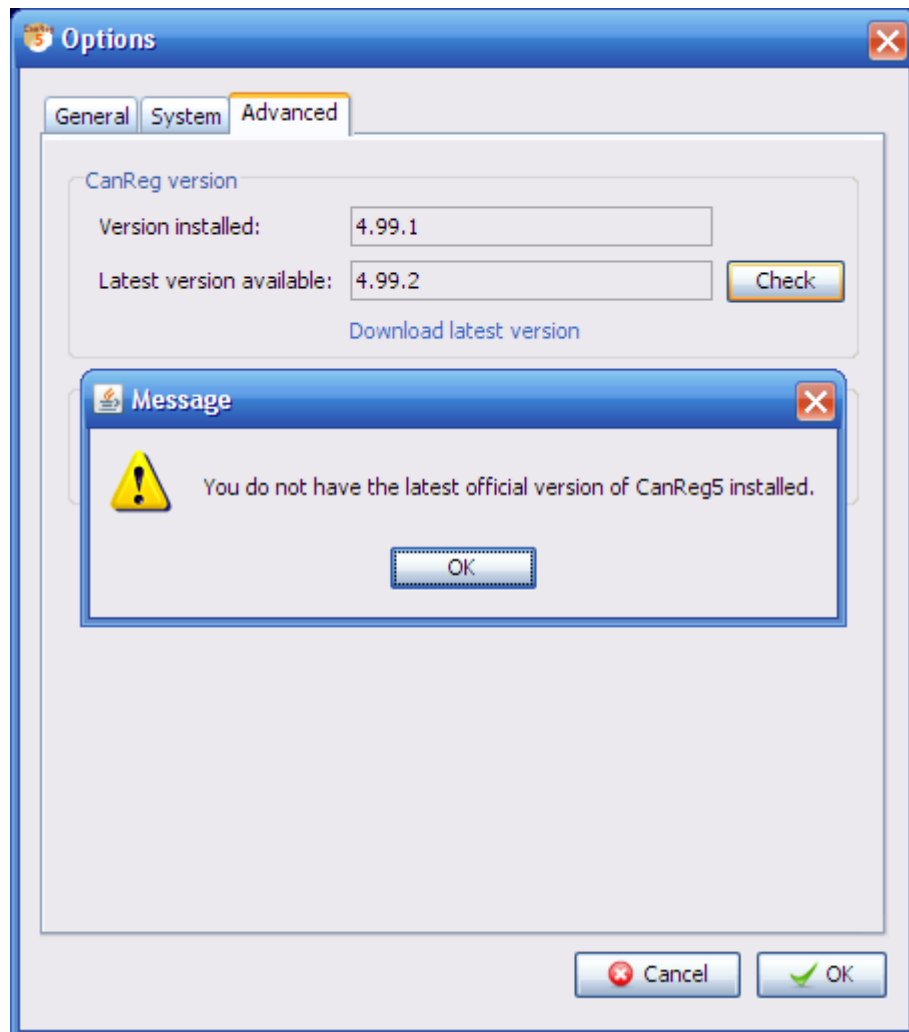 Options
General System Advanced
CanReg version
Version installed: 4.99.1
Latest version available: 4.99.2 Check
Download latest version
Message
You do not have the latest official version of CanReg5 installed.
OK
Cancel OK